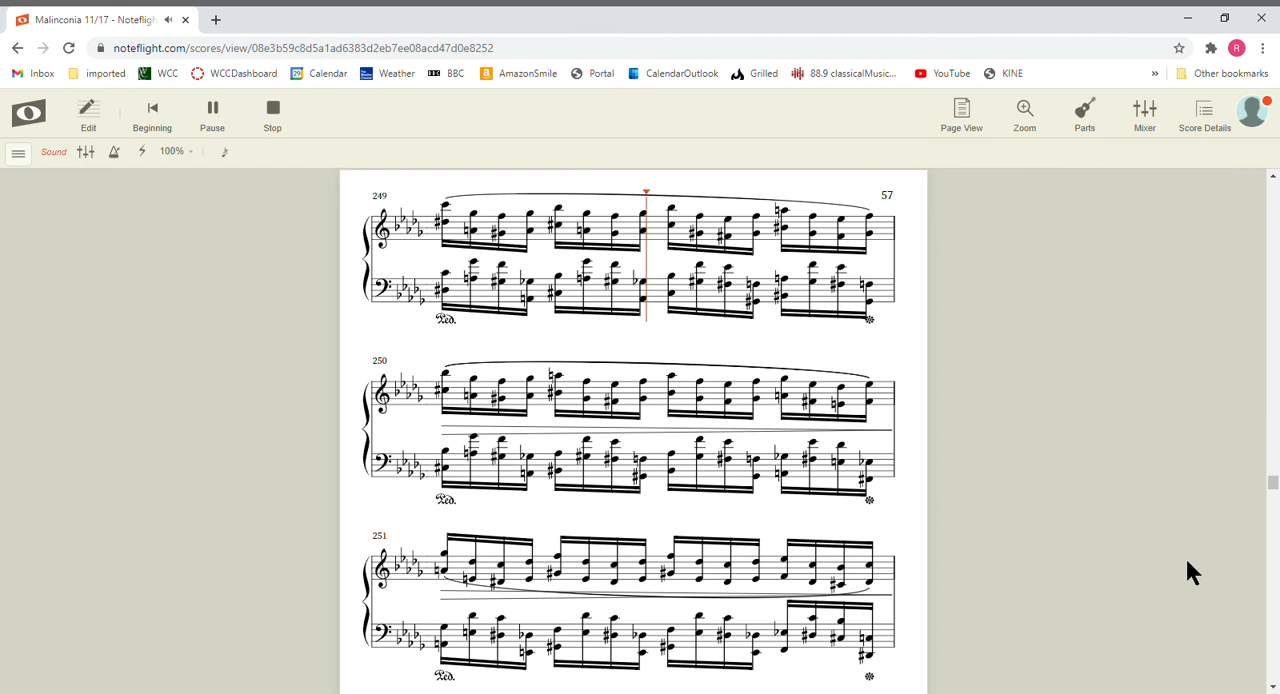 Malinconia 11/17 - Notefligh
noteflight.com/scores/view/08e3b59c8d5a1ad6383d2eb7ee08acd47d0e8252
R
Inbox imported WCC WCCDashboard 22 Calendar Weather BBC AmazonSmile Portal CalendarOutlook Grilled 88.9 classicalMusic... YouTube KINE » Other bookmarks
Edit Beginning Pause Stop Page View Zoom Parts Mixer Score Details
Sound 100%
249 57
Ped.
250
Ped.
251
Ped.